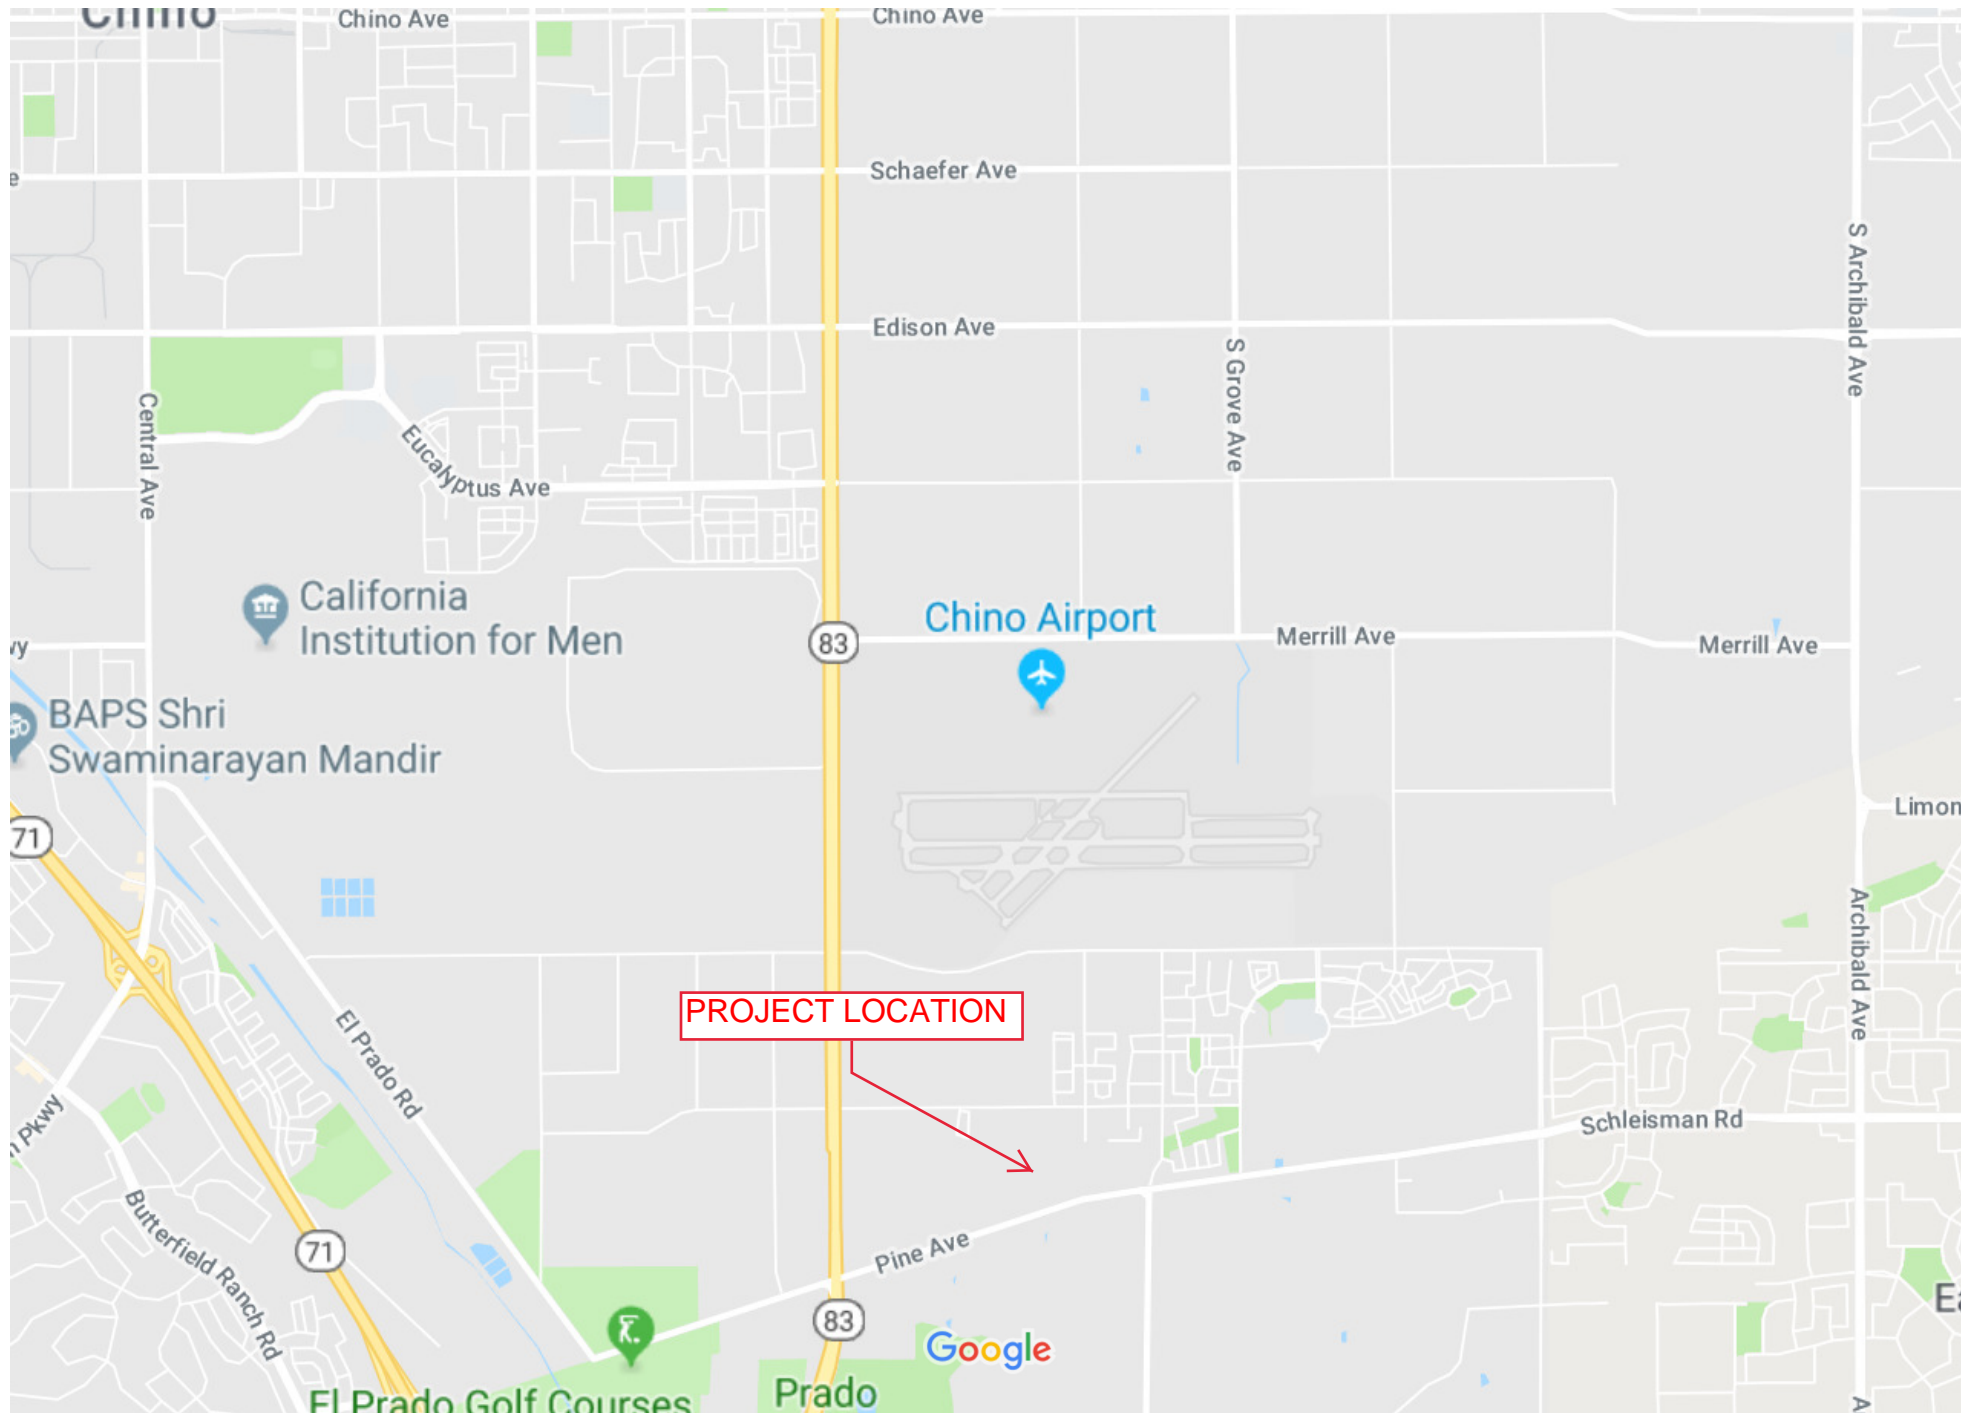 Chino
Chino Ave
Chino Ave
Schaefer Ave
S Archibald Ave
Edison Ave
S Grove Ave
Central Ave
Eucalyptus Ave
California
Institution for Men
Chino Airport
83
Merrill Ave
Merrill Ave
BAPS Shri
Swaminarayan Mandir
71
Limon
Archibald Ave
PROJECT LOCATION
El Prado Rd
Pkwy
Schleisman Rd
Butterfield Ranch Rd
71
Pine Ave
83
Google
El Prado Golf Courses
Prado